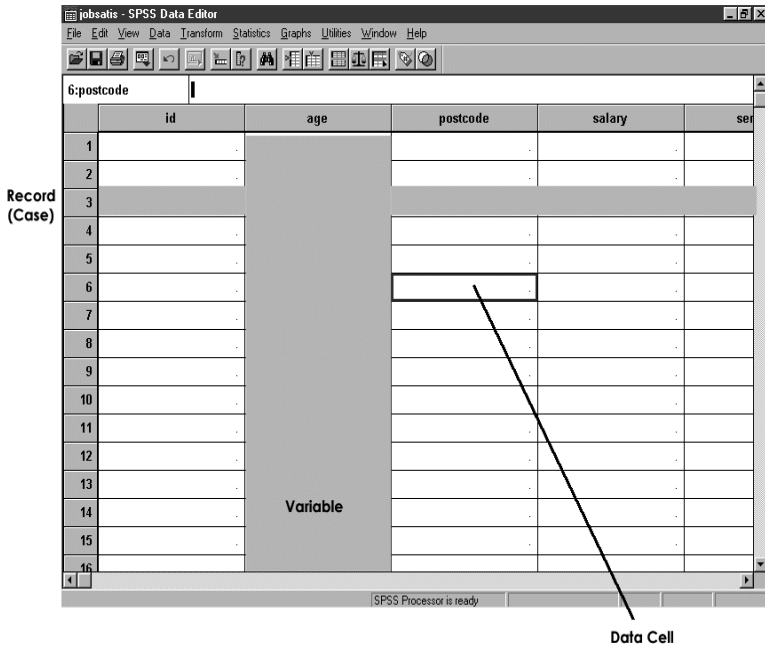 jobsatis - SPSS Data Editor
File Edit View Data Transform Statistics Graphs Utilities Window Help
6:postcode
id age postcode salary ser
1
2
Record
(Case)
3
4
5
6
7
8
9
10
11
12
13
14
Variable
15
16
SPSS Processor is ready
Data Cell